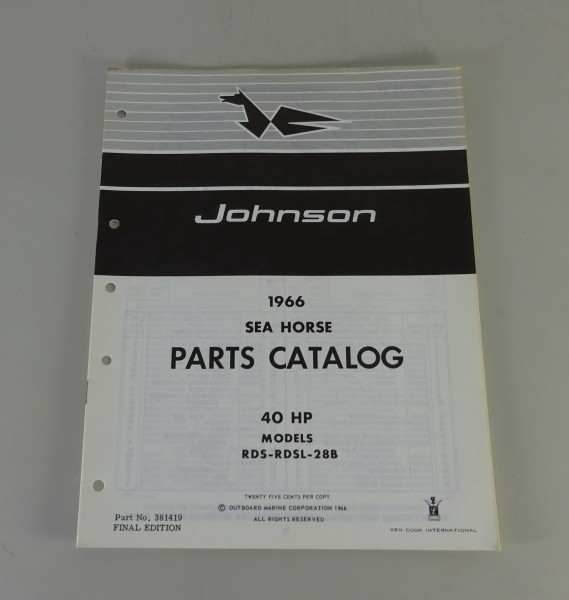 Johnson
1966
SEA HORSE
PARTS CATALOG
40 HP
MODELS
RDS-RDSL-28B
TWENTY FIVE CENTS PER COPY
© OUTBOARD MARINE CORPORATION 1966
ALL RIGHTS RESERVED
Part No. 381419
FINAL EDITION
KEN COOK INTERNATIONAL